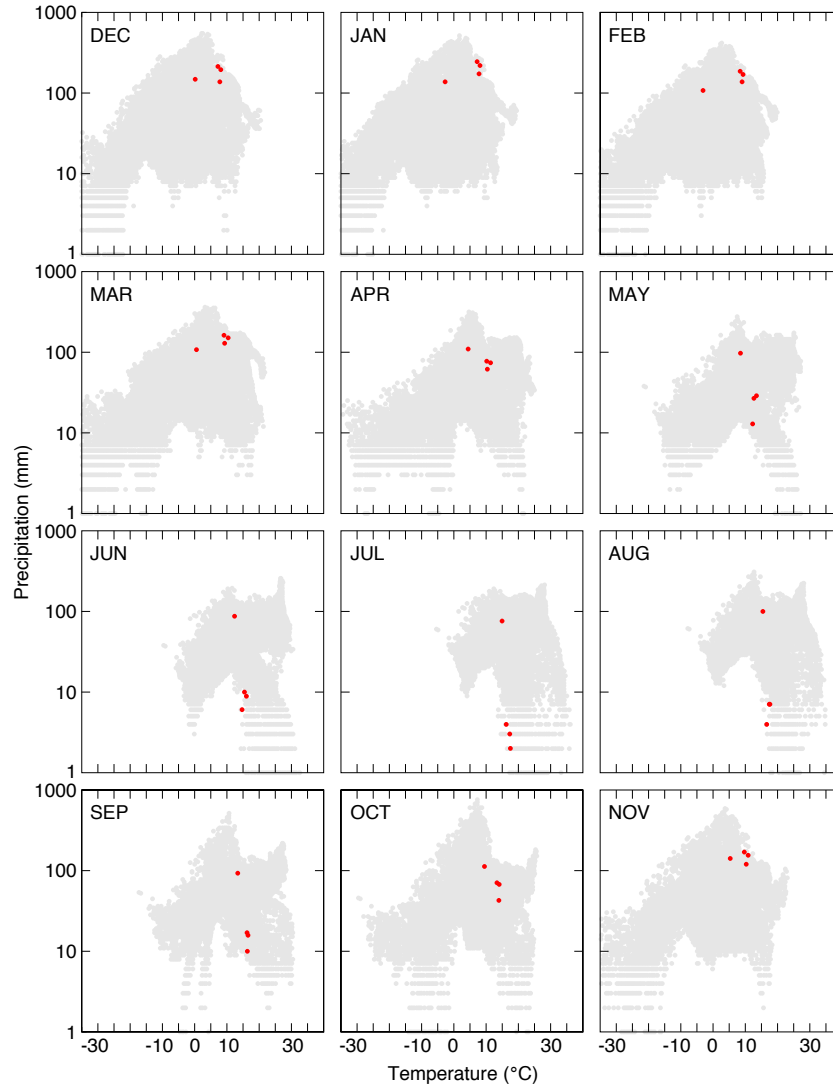 1000
DEC
JAN
FEB
100
10
1
1000
MAR
APR
MAY
100
10
1
Precipitation (mm)
1000
JUN
JUL
AUG
100
10
1
1000
SEP
OCT
NOV
100
10
1
-30 -10 0 10 30 -30 -10 0 10 30 -30 -10 0 10 30
Temperature (°C)